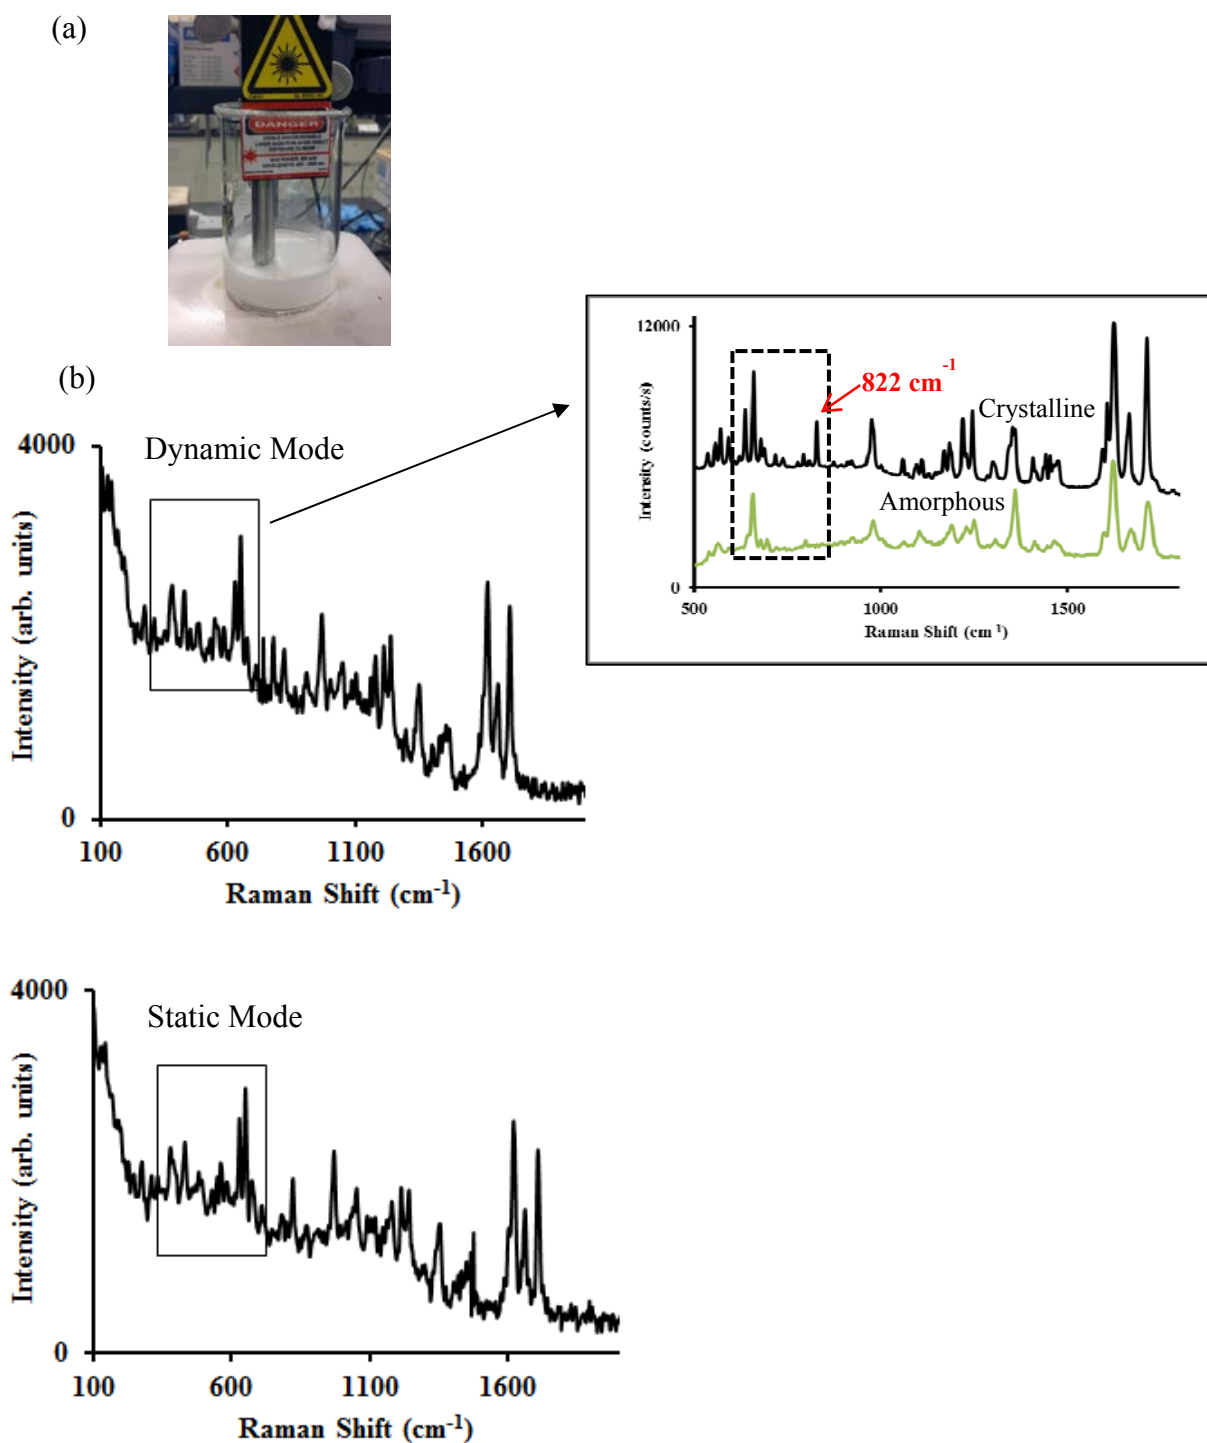 (a)
DANGER
(b)
Dynamic Mode
4000
0
Intensity (arb. units)
100 600 1100 1600
Raman Shift (cm-1)
12000
0
Intensity (counts/s)
822 cm-1
Crystalline
Amorphous
500 1000 1500
Raman Shift (cm-1)
Static Mode
4000
0
Intensity (arb. units)
100 600 1100 1600
Raman Shift (cm-1)